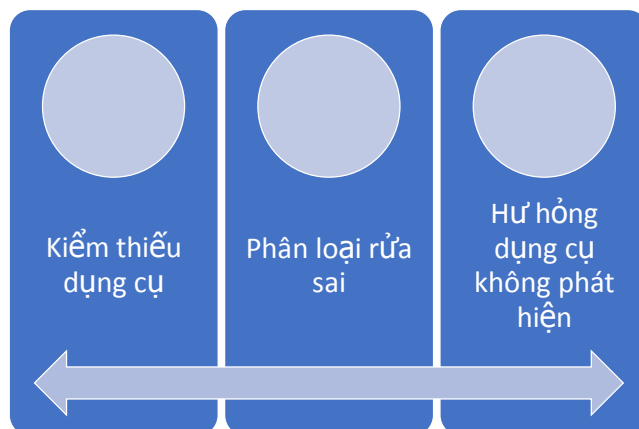 Kiểm thiếu
dụng cụ
Phân loại rửa
sai
Hư hỏng
dụng cụ
không phát
hiện